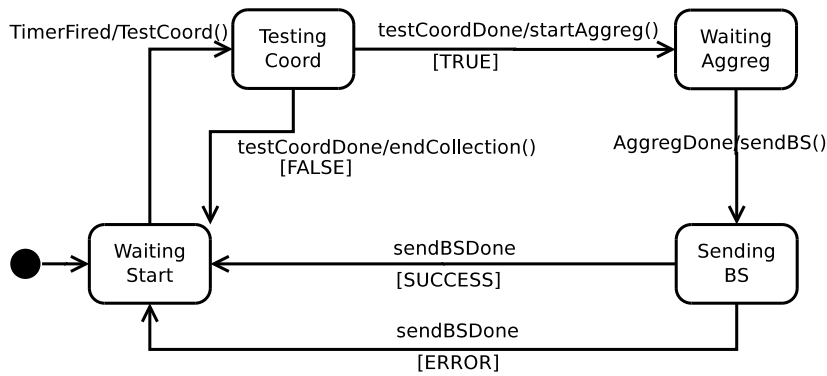 TimerFired/TestCoord()
Testing
Coord
testCoordDone/startAggreg()
[TRUE]
Waiting
Aggreg
testCoordDone/endCollection()
[FALSE]
AggregDone/sendBS()
Waiting
Start
sendBSDone
[SUCCESS]
Sending
BS
sendBSDone
[ERROR]